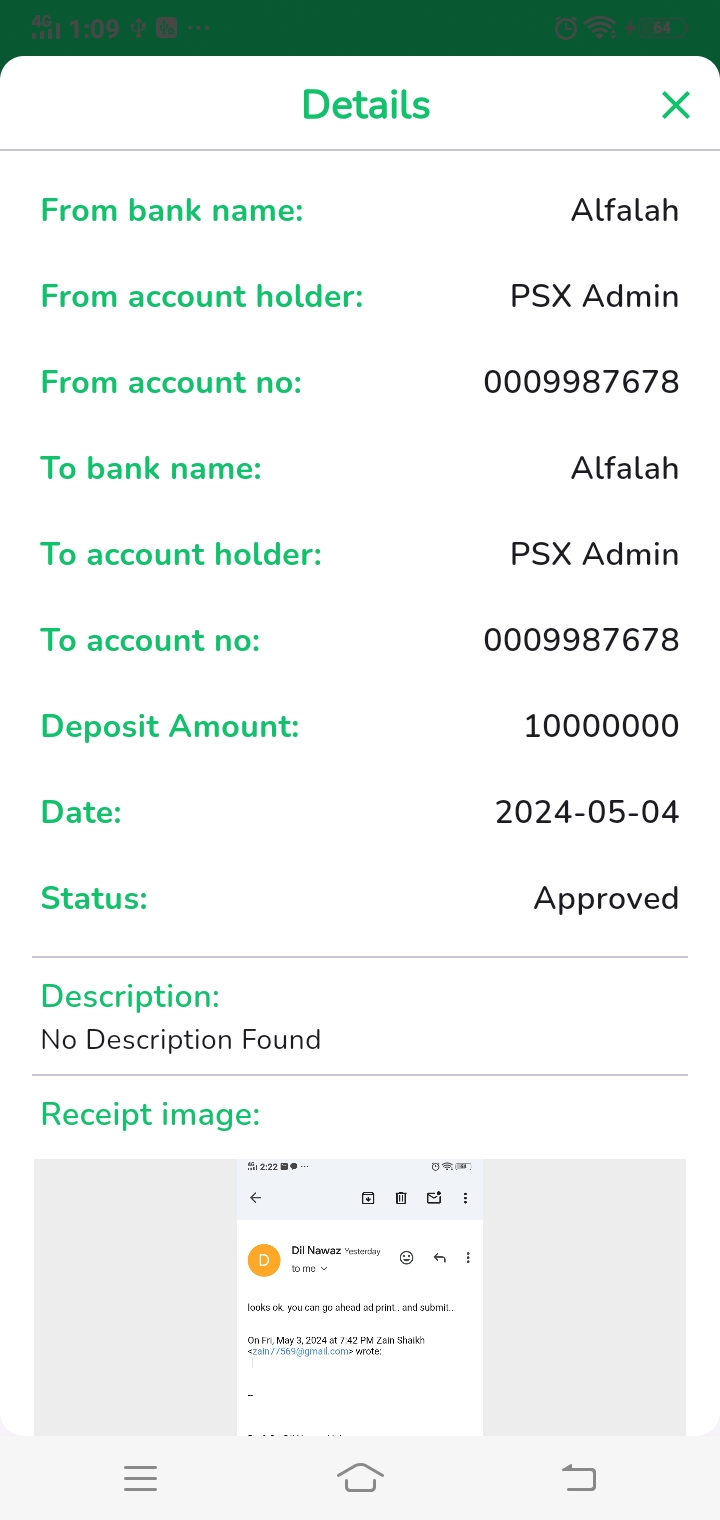 4G 1:09 ... 64
Details
From bank name: Alfalah
From account holder: PSX Admin
From account no: 0009987678
To bank name: Alfalah
To account holder: PSX Admin
To account no: 0009987678
Deposit Amount: 10000000
Date: 2024-05-04
Status: Approved
Description:
No Description Found
Receipt image:
4G 2:22 ...
D Dil Nawaz Yesterday
to me
looks ok. you can go ahead ad print.. and submit..
On Fri, May 3, 2024 at 7:42 PM Zain Shaikh
<zain77569@gmail.com> wrote:
--